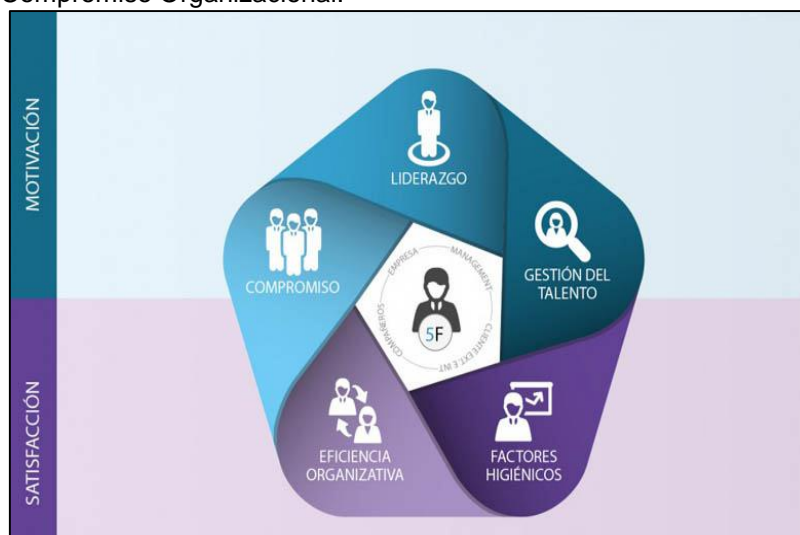 Compromiso Organizacional.
MOTIVACIÓN
LIDERAZGO
COMPROMISO
GESTIÓN DEL
TALENTO
EMPRESA
MANAGEMENT
COMPAÑEROS
CLIENTE EXT. E INT
5F
SATISFACCIÓN
EFICIENCIA
ORGANIZATIVA
FACTORES
HIGIÉNICOS